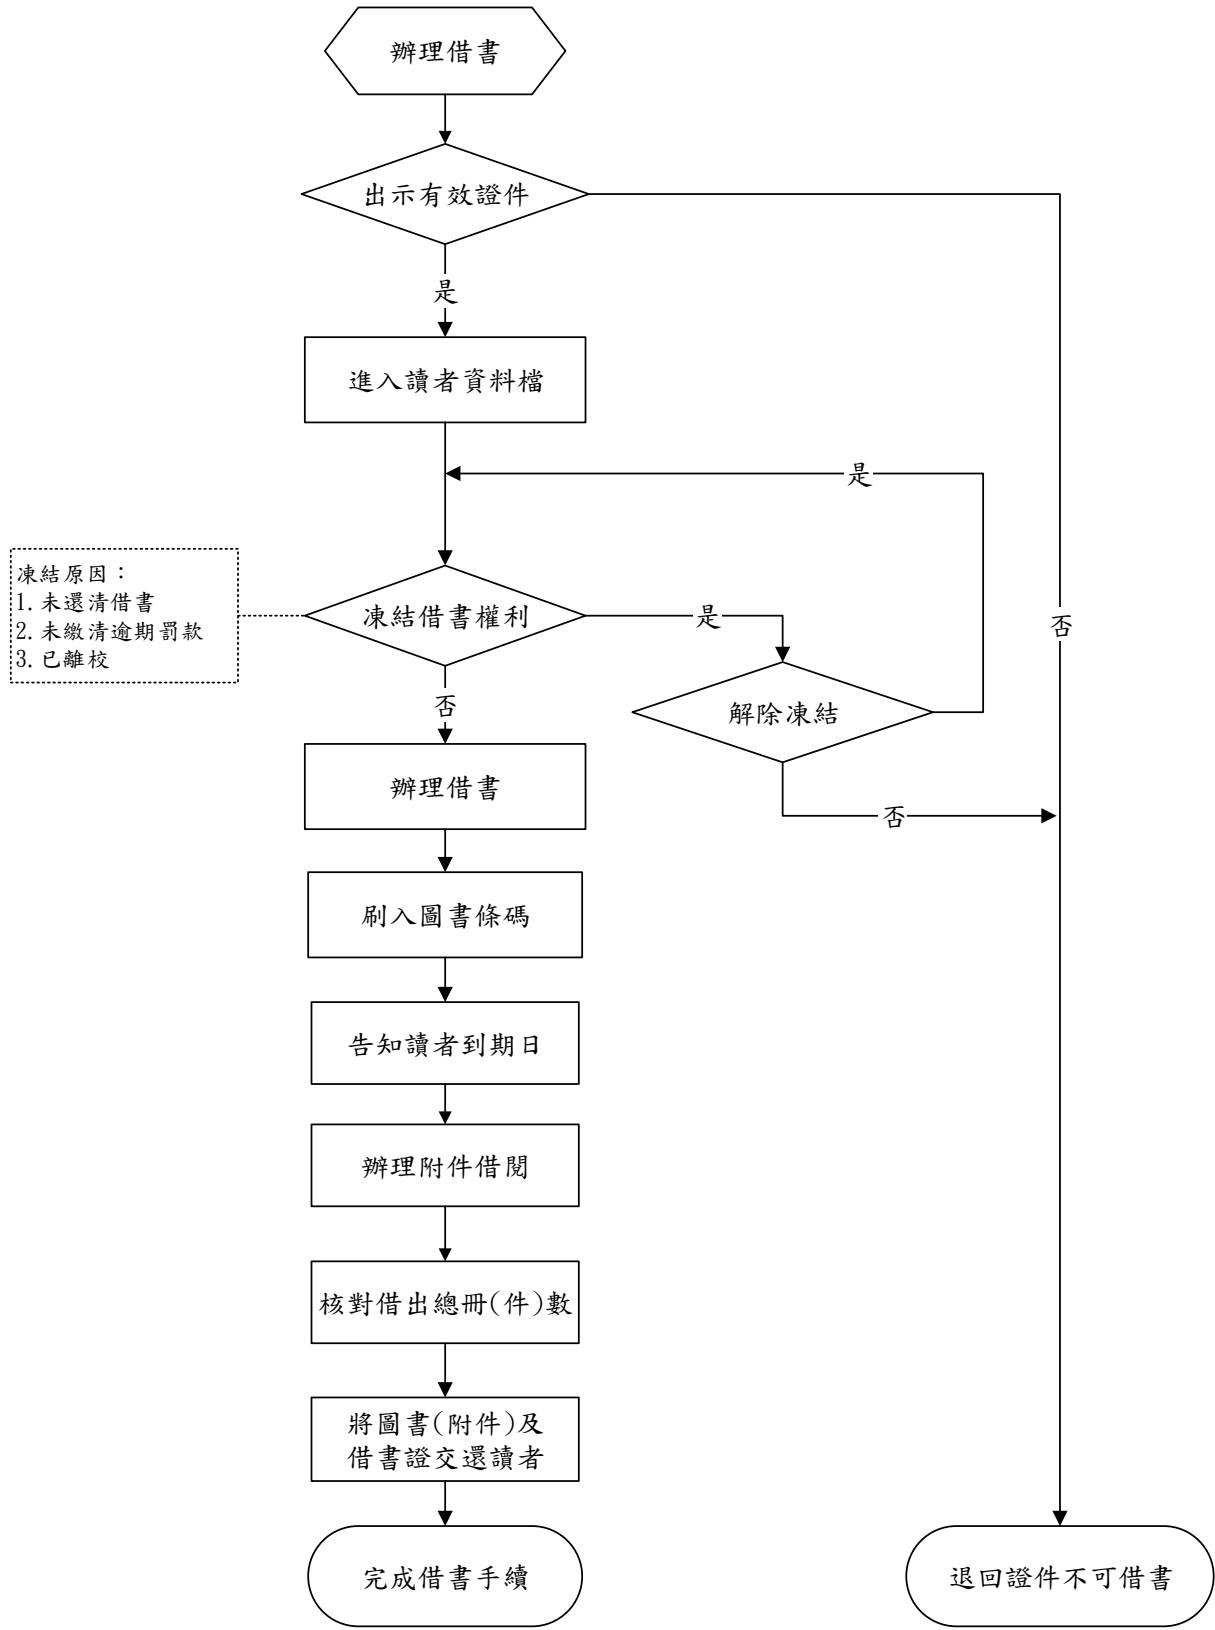 辦理借書
出示有效證件
是
進入讀者資料檔
是
凍結原因：
1.未還清借書
2.未繳清逾期罰款
3.已離校
凍結借書權利
是
否
否
解除凍結
辦理借書
否
刷入圖書條碼
告知讀者到期日
辦理附件借閱
核對借出總冊(件)數
將圖書(附件)及
借書證交還讀者
完成借書手續
退回證件不可借書